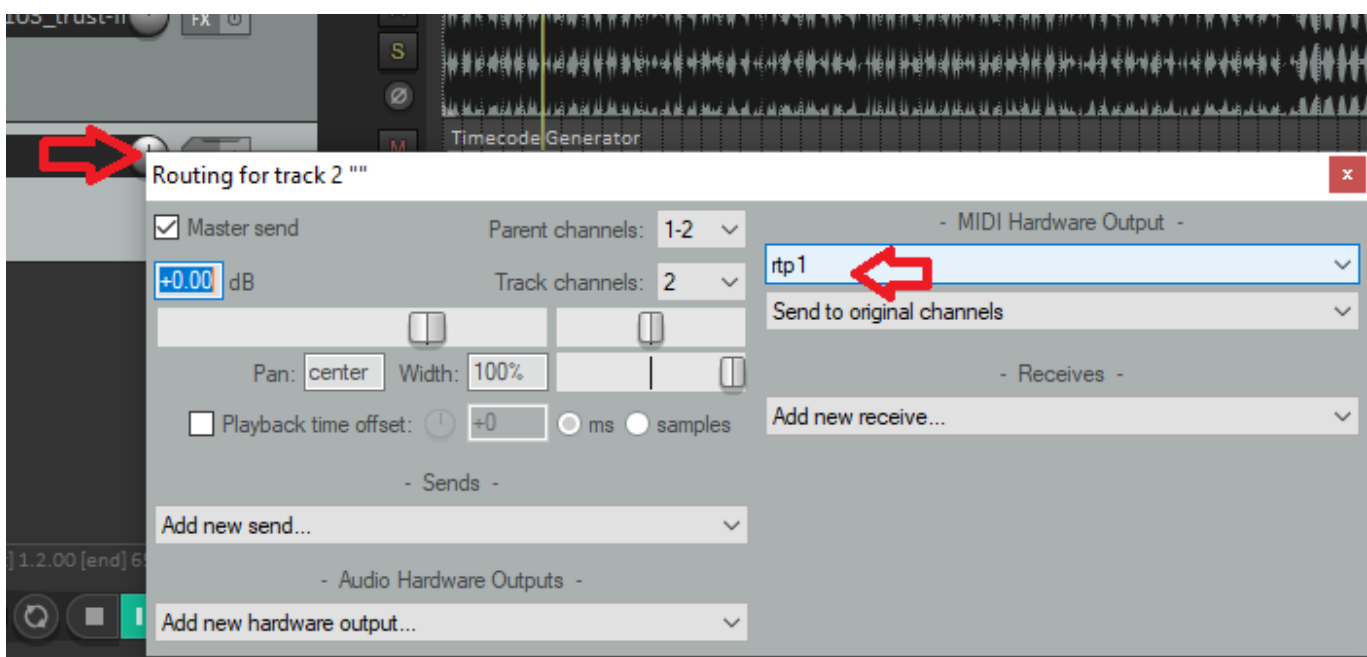 FX
S
M
Timecode Generator
Routing for track 2 ""
x
Master send
Parent channels: 1-2
+0.00 dB
Track channels: 2
Pan: center Width: 100%
Playback time offset: +0 ms samples
- Sends -
Add new send...
- Audio Hardware Outputs -
Add new hardware output...
- MIDI Hardware Output -
rtp1
Send to original channels
- Receives -
Add new receive...
] 1.2.00 [end]